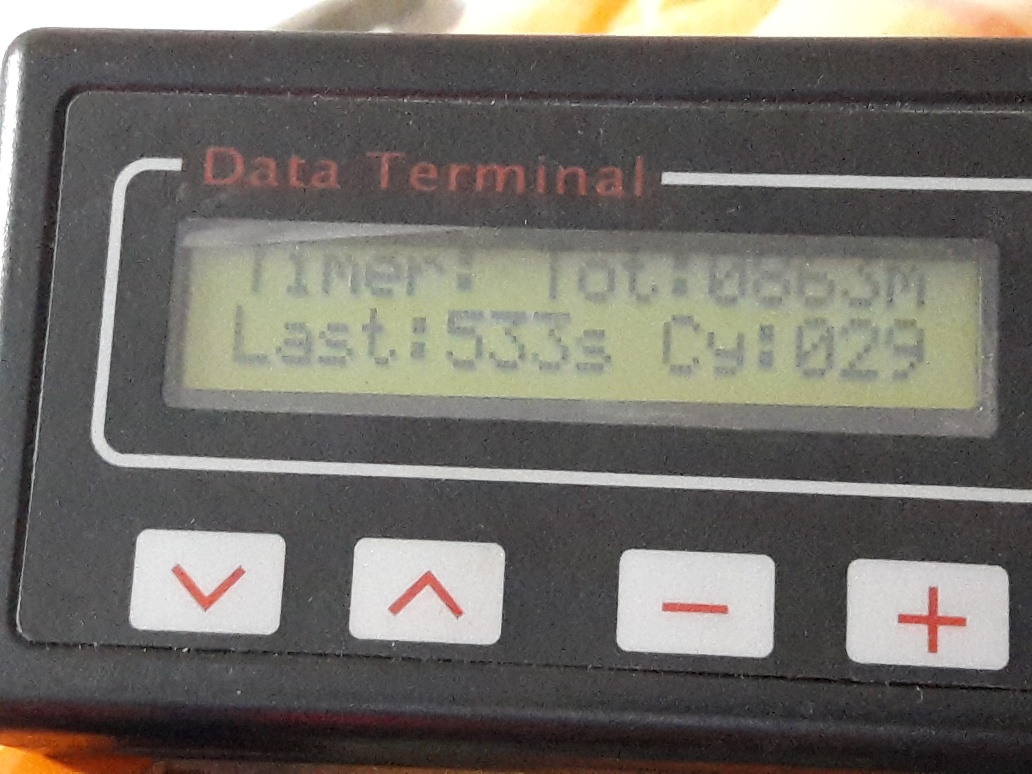 Data Terminal
Timer: Tot:0863m
Last:533s Cy:029